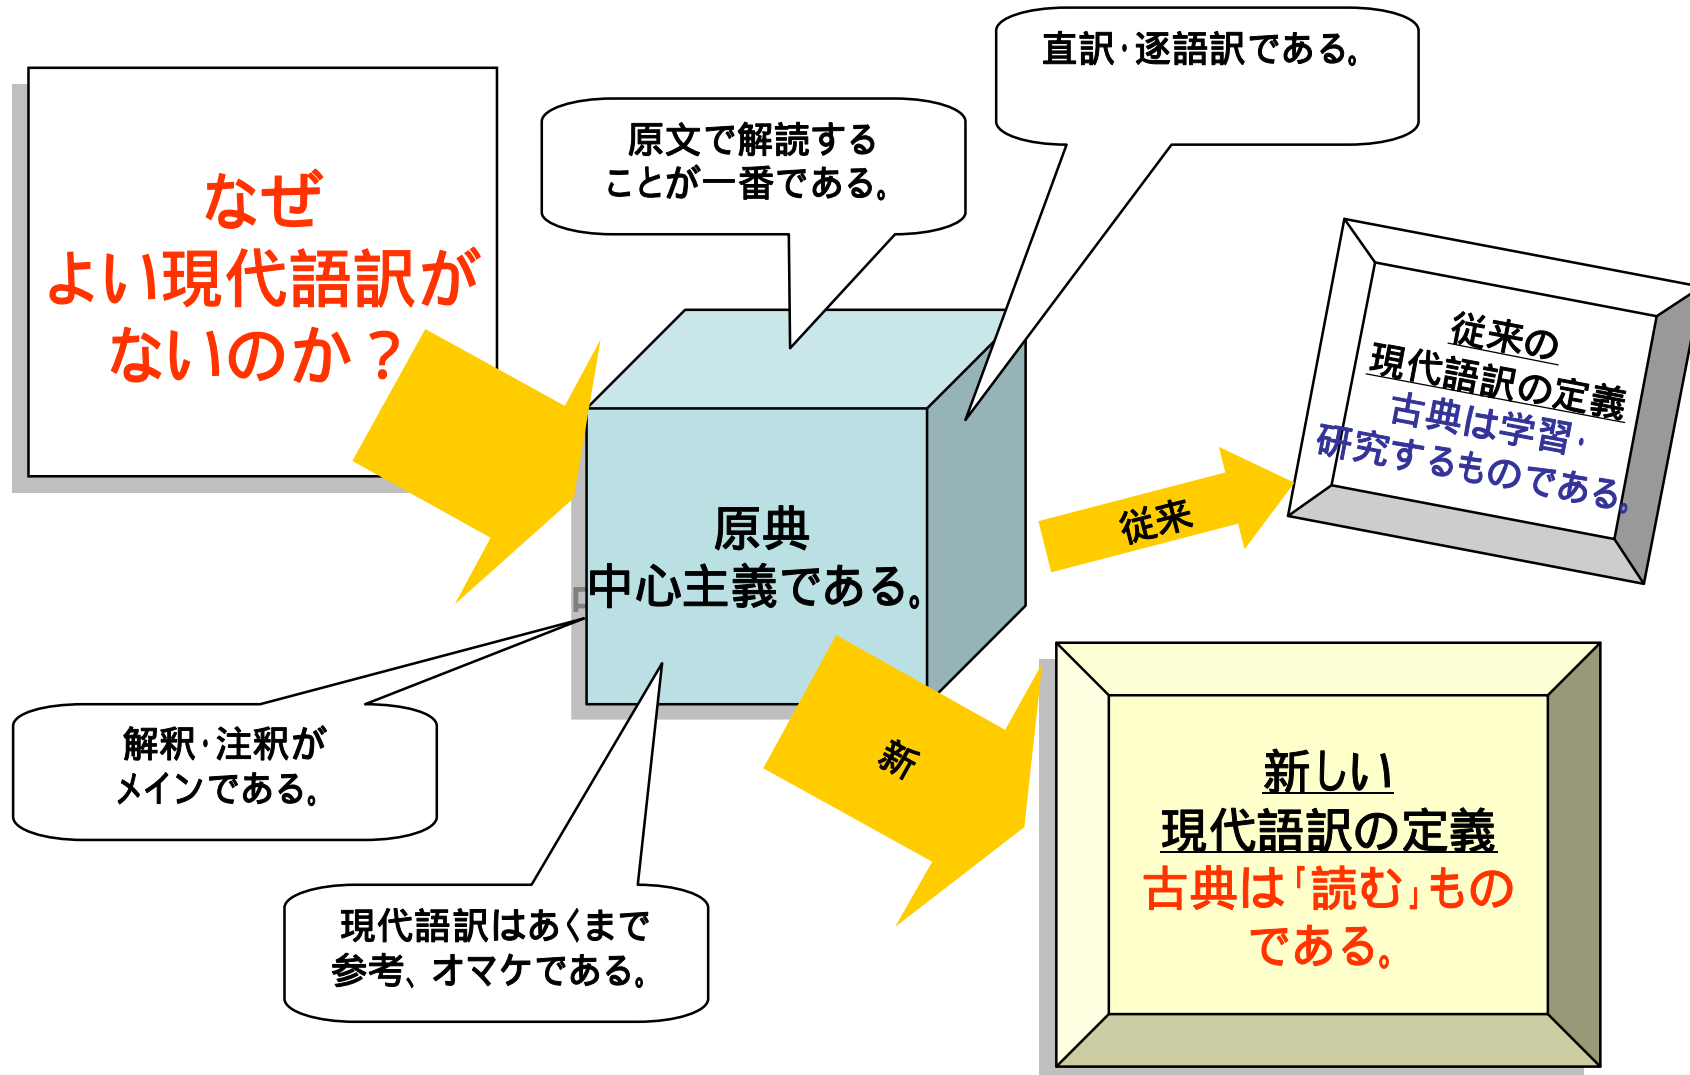 なぜ
よい現代語訳が
ないのか？
原文で解読する
ことが一番である。
直訳・逐語訳である。
原典
中心主義である。
解釈・注釈が
メインである。
現代語訳はあくまで
参考、オマケである。
従来
従来の
現代語訳の定義
古典は学習・
研究するものである。
新
新しい
現代語訳の定義
古典は「読む」もの
である。